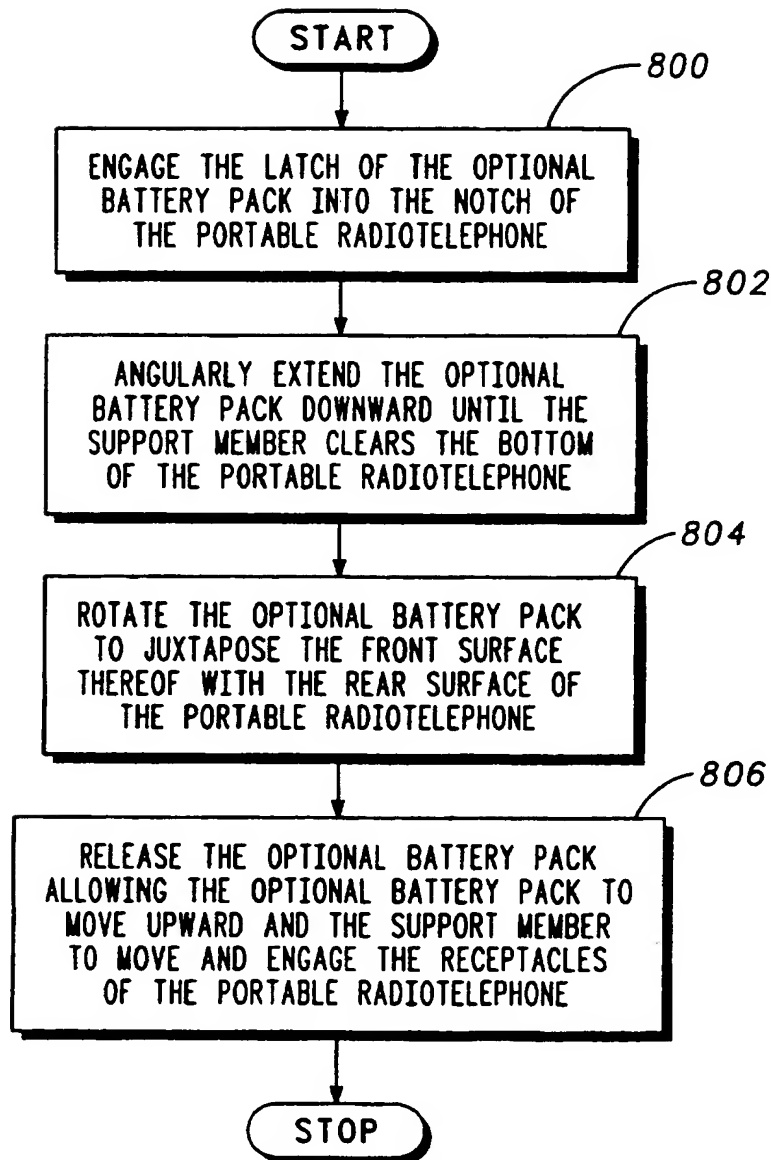 START
800
ENGAGE THE LATCH OF THE OPTIONAL
BATTERY PACK INTO THE NOTCH OF
THE PORTABLE RADIOTELEPHONE
802
ANGULARLY EXTEND THE OPTIONAL
BATTERY PACK DOWNWARD UNTIL THE
SUPPORT MEMBER CLEARS THE BOTTOM
OF THE PORTABLE RADIOTELEPHONE
804
ROTATE THE OPTIONAL BATTERY PACK
TO JUXTAPOSE THE FRONT SURFACE
THEREOF WITH THE REAR SURFACE OF
THE PORTABLE RADIOTELEPHONE
806
RELEASE THE OPTIONAL BATTERY PACK
ALLOWING THE OPTIONAL BATTERY PACK TO
MOVE UPWARD AND THE SUPPORT MEMBER
TO MOVE AND ENGAGE THE RECEPTACLES
OF THE PORTABLE RADIOTELEPHONE
STOP